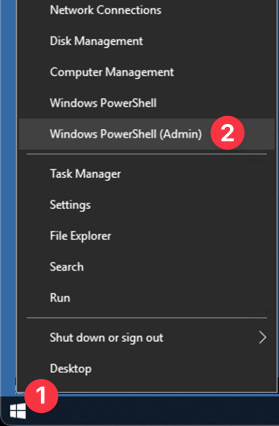 Network Connections
Disk Management
Computer Management
Windows PowerShell
Windows PowerShell (Admin)
2
Task Manager
Settings
File Explorer
Search
Run
Shut down or sign out
Desktop
1